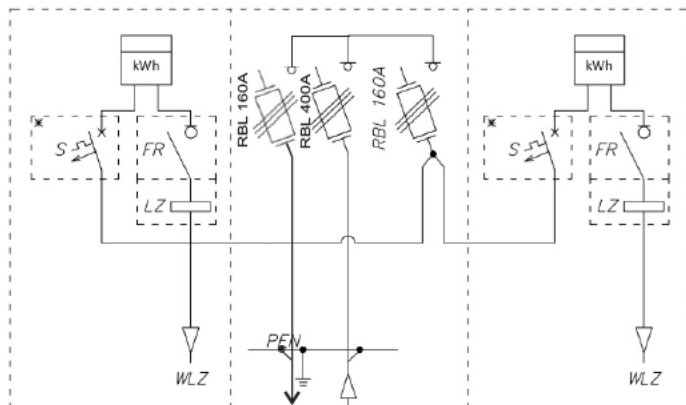 kWh
kWh
RBL 160A
RBL 400A
RBL 160A
*
S
FR
LZ
*
S
FR
LZ
PEN
WLZ
WLZ